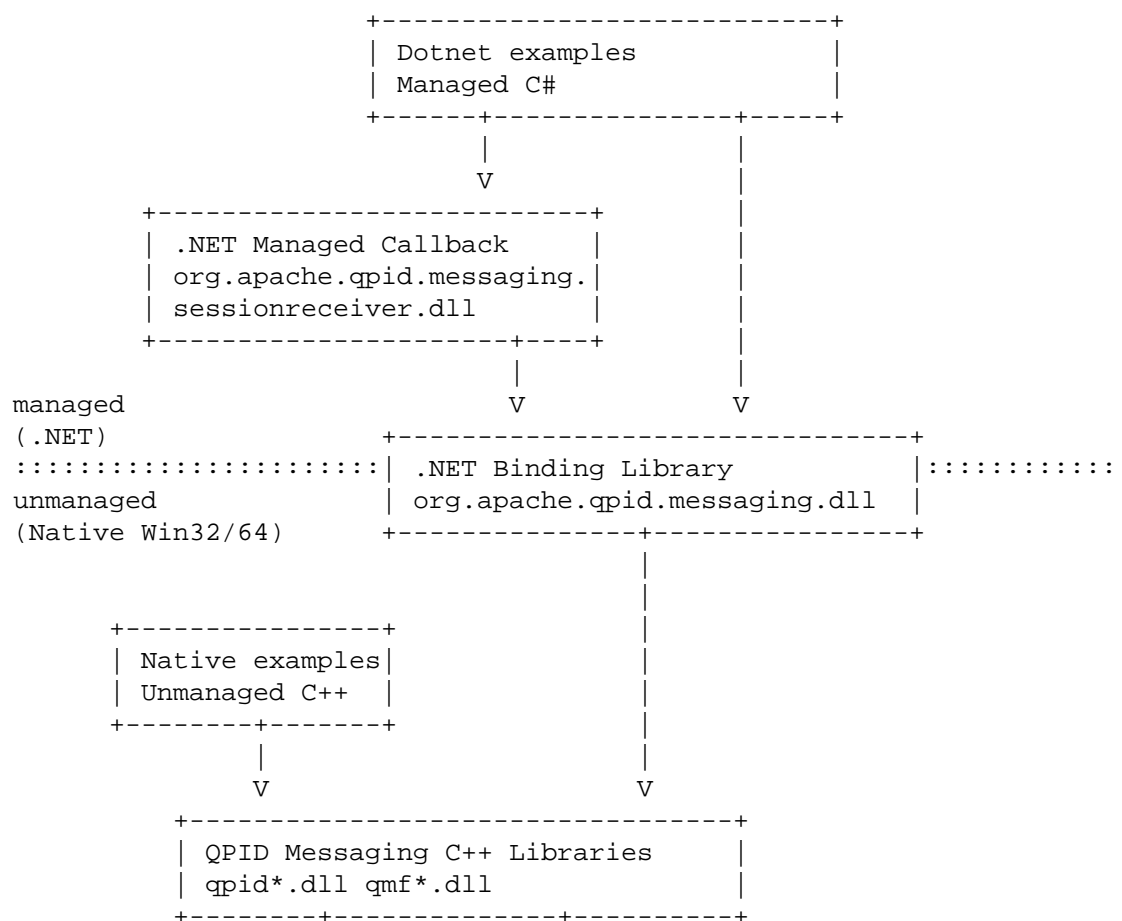 Dotnet examples
Managed C#
V
.NET Managed Callback
org.apache.qpid.messaging.
sessionreceiver.dll
managed V V
(.NET)
.NET Binding Library
unmanaged org.apache.qpid.messaging.dll
(Native Win32/64)
Native examples
Unmanaged C++
V V
QPID Messaging C++ Libraries
qpid*.dll qmf*.dll